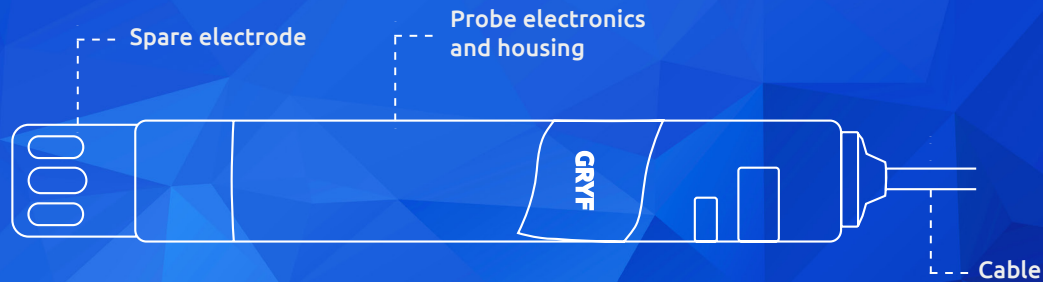 Spare electrode
Probe electronics
and housing
GRYF
Cable